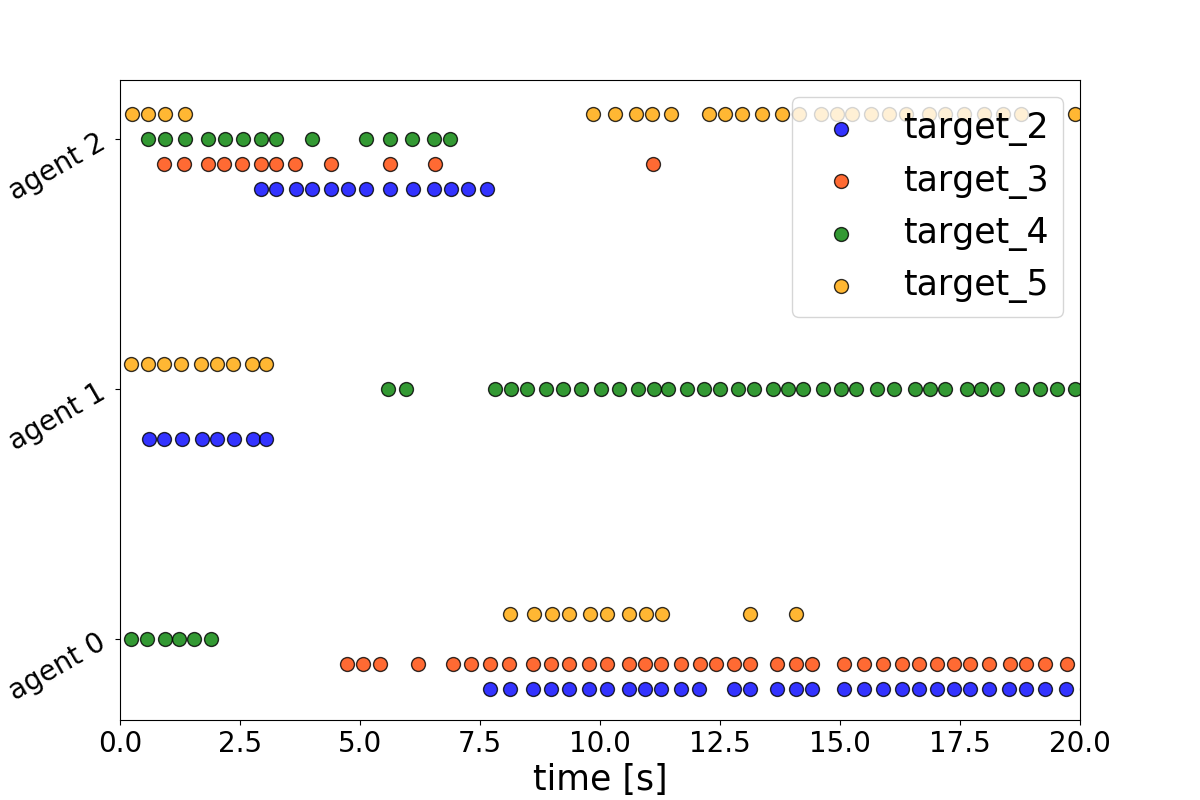 agent 2
agent 1
agent 0
target_2
target_3
target_4
target_5
0.0 2.5 5.0 7.5 10.0 12.5 15.0 17.5 20.0
time [s]